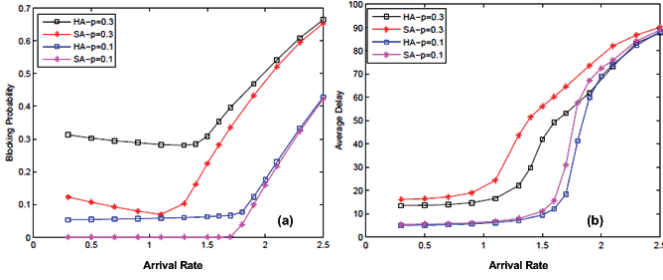 0.7
0.6
0.5
0.4
0.3
0.2
0.1
0
Blocking Probability
HA-p=0.3
SA-p=0.3
HA-p=0.1
SA-p=0.1
(a)
0 0.5 1 1.5 2 2.5
Arrival Rate
100
90
80
70
60
50
40
30
20
10
0
Average Delay
HA-p=0.3
SA-p=0.3
HA-p=0.1
SA-p=0.1
(b)
0 0.5 1 1.5 2 2.5
Arrival Rate